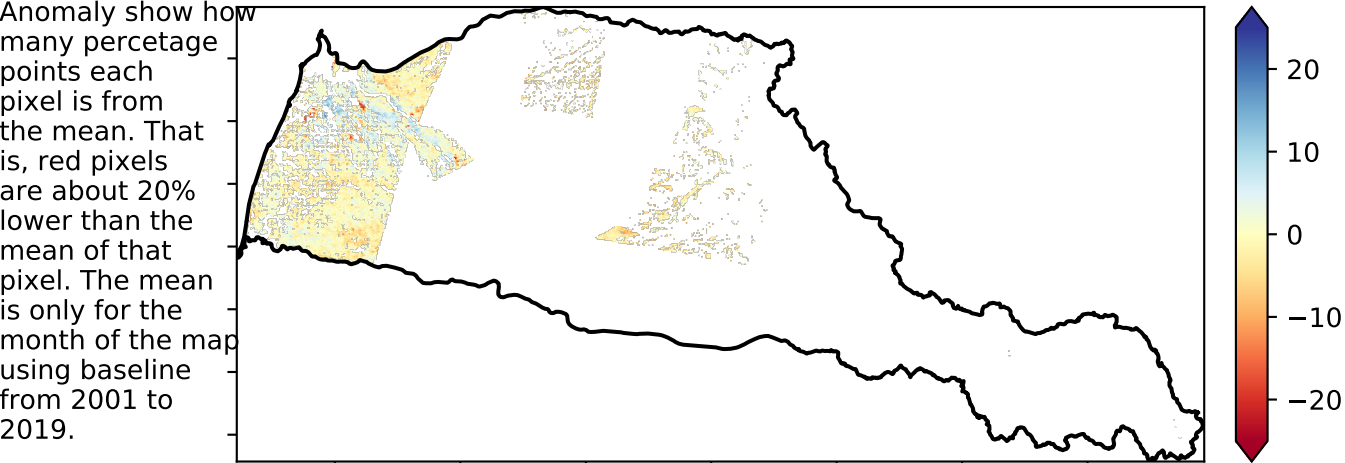 Anomaly show how
many percetage
points each
pixel is from
the mean. That
is, red pixels
are about 20%
lower than the
mean of that
pixel. The mean
is only for the
month of the map
using baseline
from 2001 to
2019.
20
10
0
−10
−20